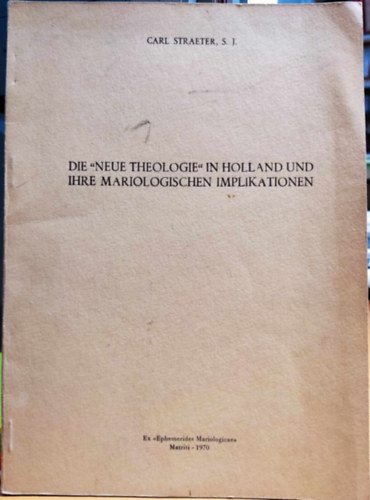 CARL STRAETER, S. J.
DIE “NEUE THEOLOGIE“ IN HOLLAND UND
IHRE MARIOLOGISCHEN IMPLIKATIONEN
Ex «Ephemerides Mariologicae»
Matriti - 1970